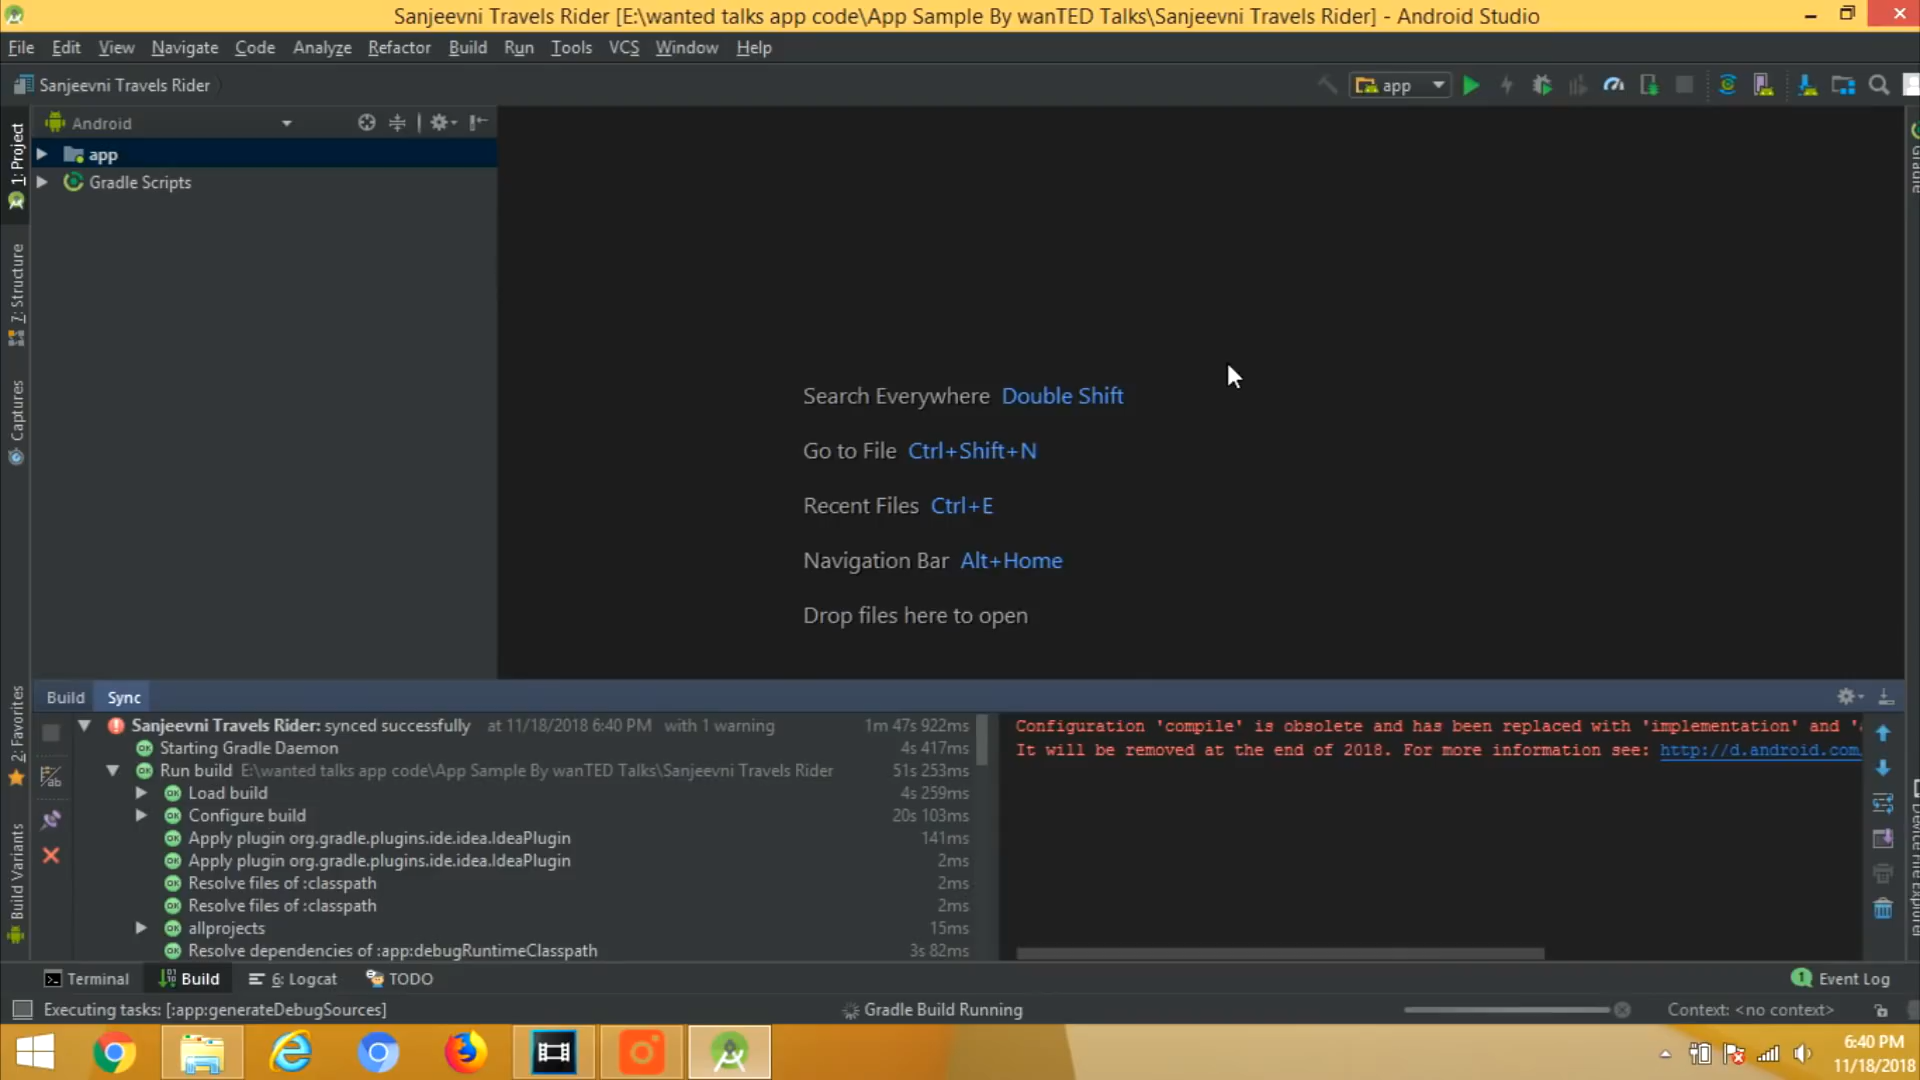 Sanjeevni Travels Rider [E:\wanted talks app code\App Sample By wanTED Talks\Sanjeevni Travels Rider] - Android Studio
File Edit View Navigate Code Analyze Refactor Build Run Tools VCS Window Help
Sanjeevni Travels Rider
app
1: Project
Android
app
Gradle Scripts
7: Structure
Captures
2: Favorites
Build Variants
Gradle
Device File Explorer
Search Everywhere Double Shift
Go to File Ctrl+Shift+N
Recent Files Ctrl+E
Navigation Bar Alt+Home
Drop files here to open
Build Sync
Sanjeevni Travels Rider: synced successfully at 11/18/2018 6:40 PM with 1 warning 1m 47s 922ms
Starting Gradle Daemon 4s 417ms
Run build E:\wanted talks app code\App Sample By wanTED Talks\Sanjeevni Travels Rider 51s 253ms
Load build 4s 259ms
Configure build 20s 103ms
Apply plugin org.gradle.plugins.ide.idea.IdeaPlugin 141ms
Apply plugin org.gradle.plugins.ide.idea.IdeaPlugin 2ms
Resolve files of :classpath 2ms
Resolve files of :classpath 2ms
allprojects 15ms
Resolve dependencies of :app:debugRuntimeClasspath 3s 82ms
Configuration 'compile' is obsolete and has been replaced with 'implementation' and '
It will be removed at the end of 2018. For more information see: http://d.android.com
Terminal Build 6: Logcat TODO
1 Event Log
Executing tasks: [:app:generateDebugSources] Gradle Build Running Context: <no context>
6:40 PM
11/18/2018